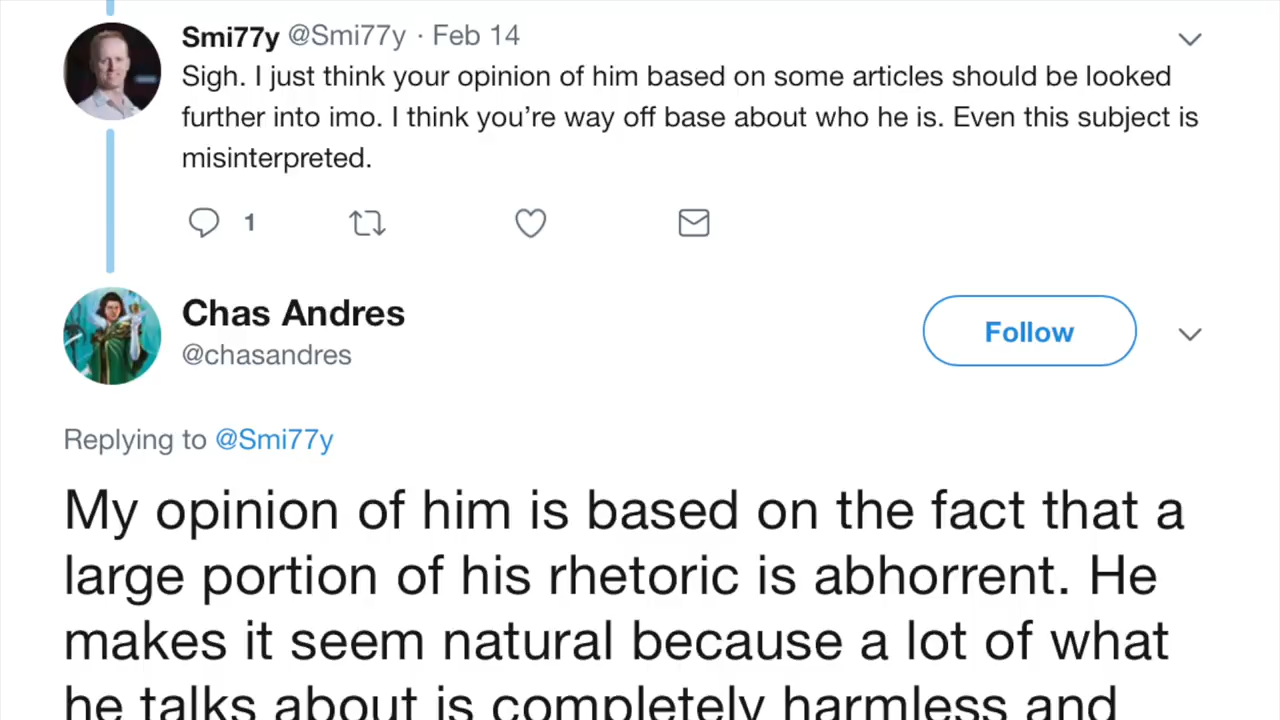 Smi77y @Smi77y · Feb 14
Sigh. I just think your opinion of him based on some articles should be looked
further into imo. I think you’re way off base about who he is. Even this subject is
misinterpreted.
1
Chas Andres
@chasandres
Follow
Replying to @Smi77y
My opinion of him is based on the fact that a
large portion of his rhetoric is abhorrent. He
makes it seem natural because a lot of what
he talks about is completely harmless and